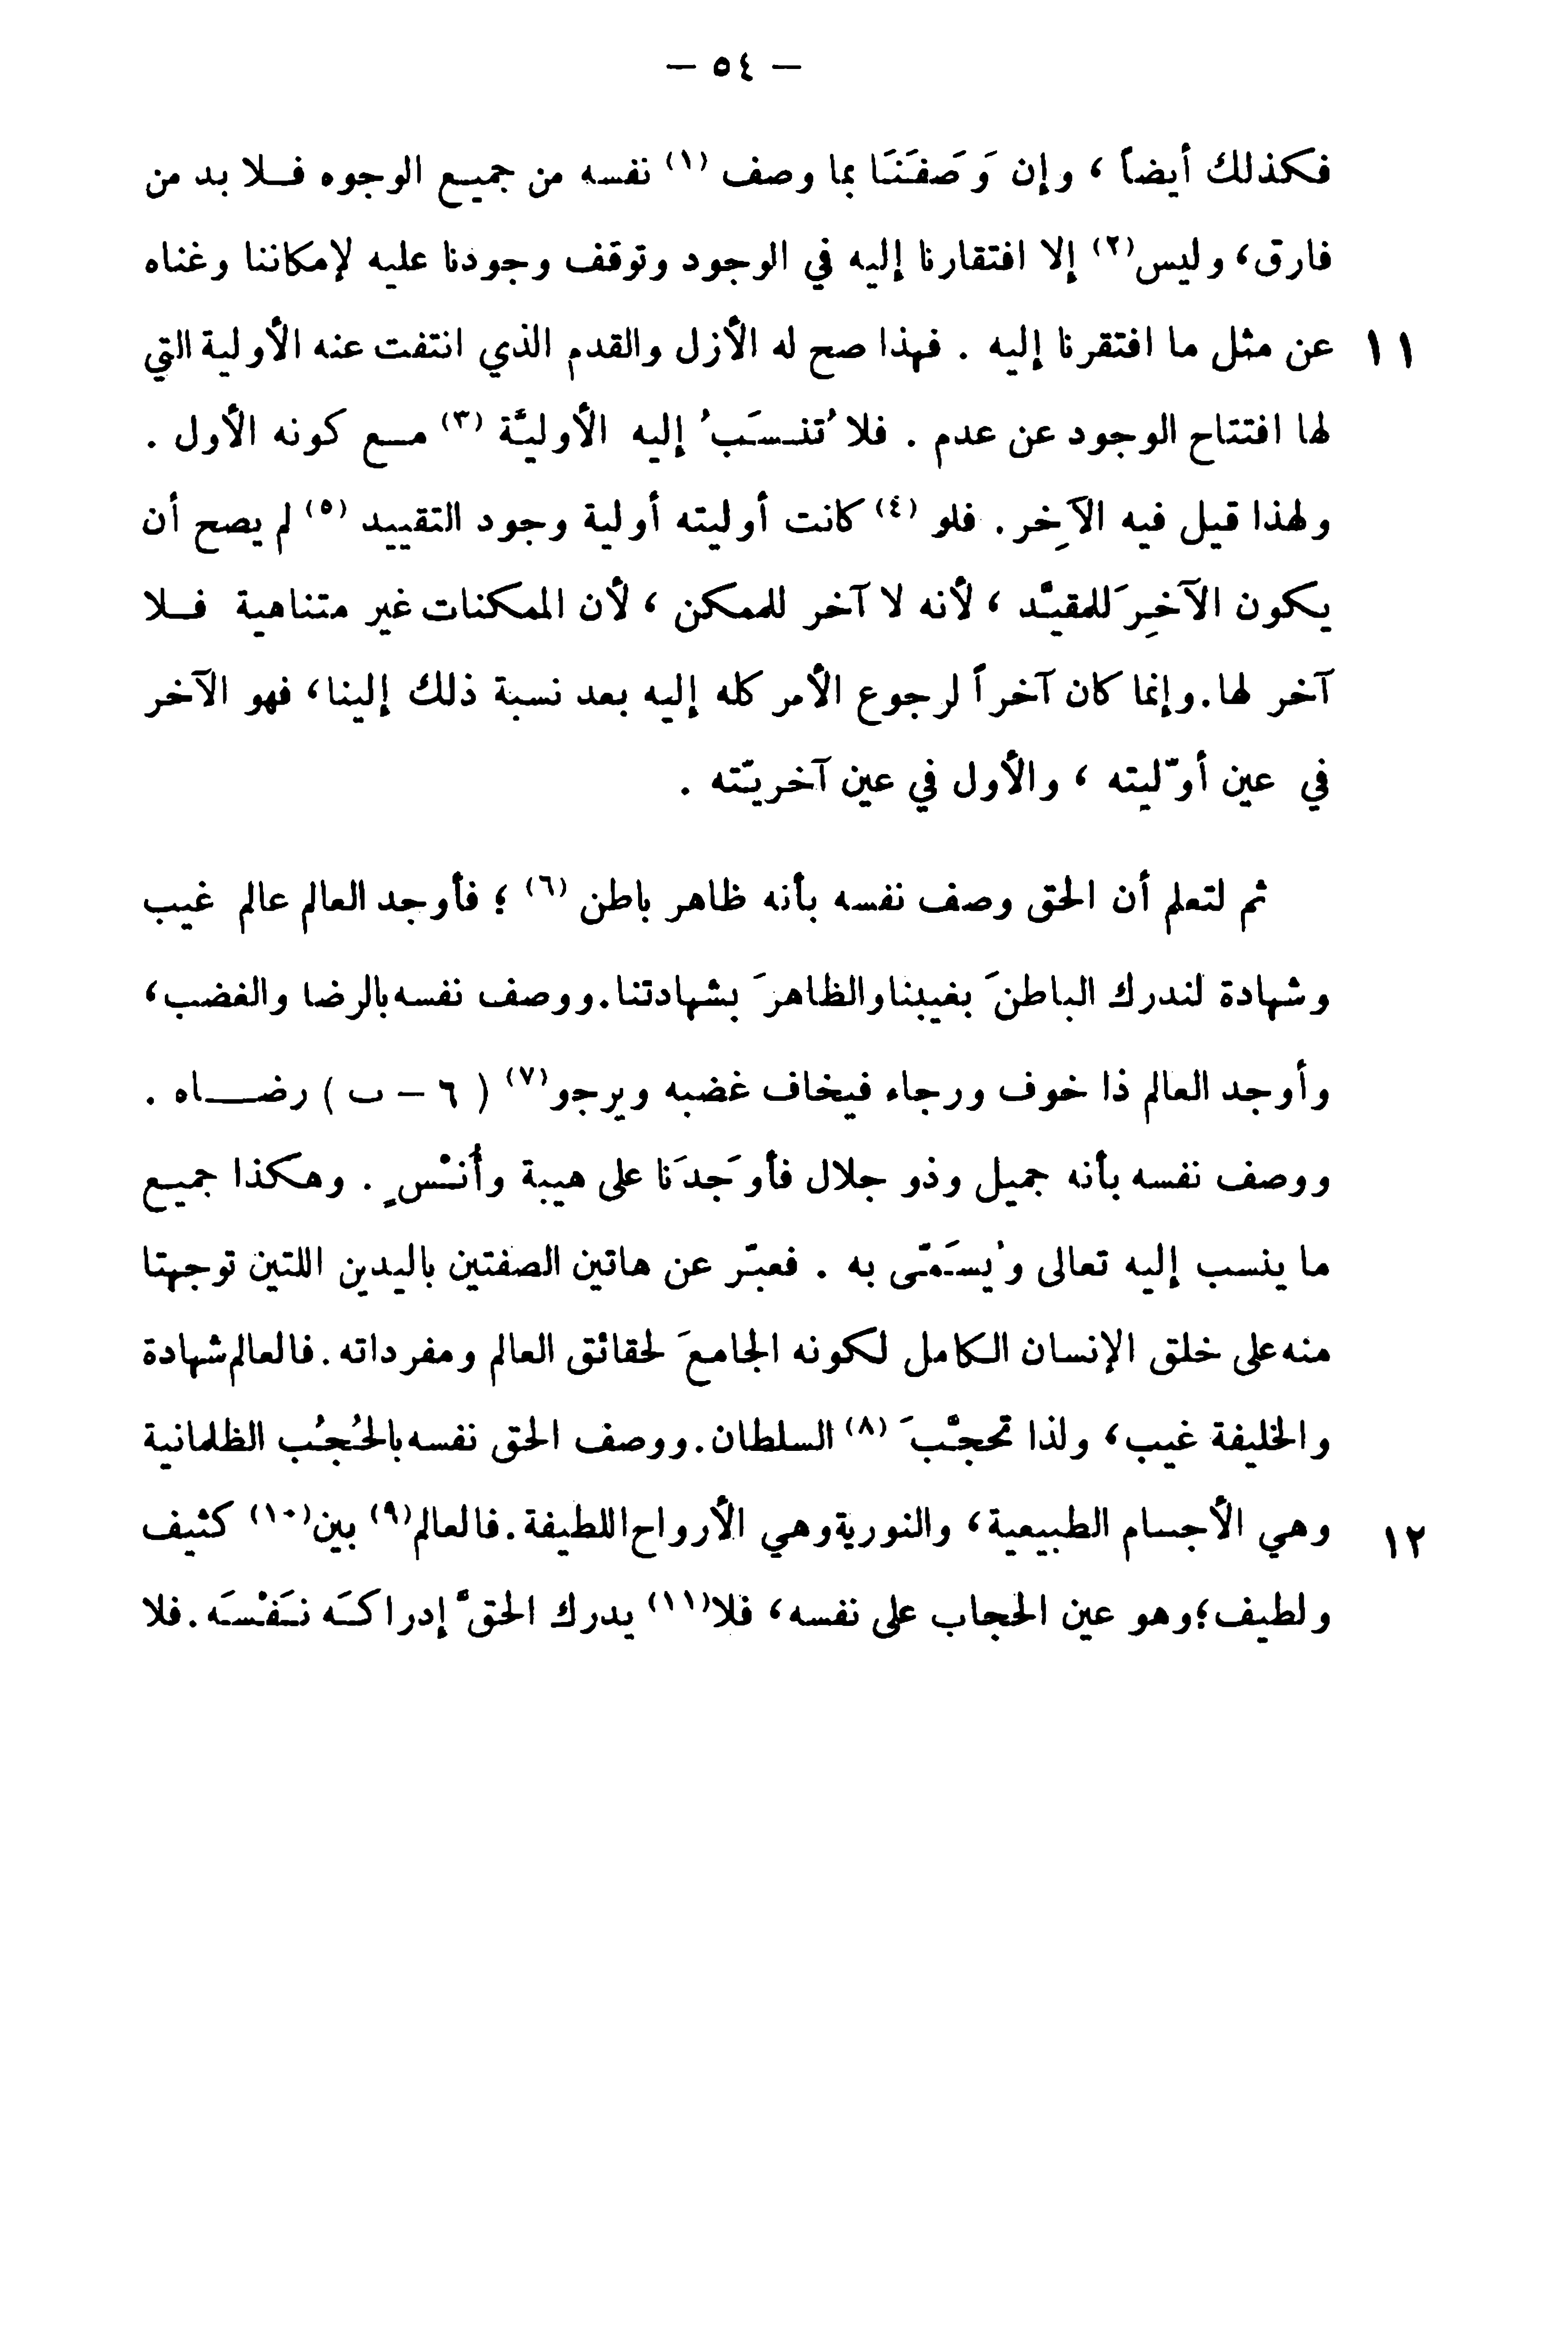 — ٥٤ —
فكذلك أيضاً ، وإن وَصَفَنَا بما وصف (١) نفسه من جميع الوجوه فلا بد من
فارق، وليس(٢) إلا افتقارنا إليه في الوجود وتوقف وجودنا عليه لإمكاننا وغناه
١١ عن مثل ما افتقرنا إليه . فبهذا صح له الأزل والقدم الذي انتفت عنه الأولية التي
لها افتتاح الوجود عن عدم . فلا تُنسَبُ إليه الأوليَّة (٣) مع كونه الأول .
ولهذا قيل فيه الآخِر. فلو (٤) كانت أوليته أولية وجود التقييد (٥) لم يصح أن
يكون الآخِرَ للمقيَّد ، لأنه لا آخر للممكن ، لأن الممكنات غير متناهية فلا
آخر لها.وإنما كان آخراً لرجوع الأمر كله إليه بعد نسبة ذلك إلينا، فهو الآخر
في عين أوّليته ، والأول في عين آخريّته .
ثم لتعلم أن الحق وصف نفسه بأنه ظاهر باطن (٦) ؛ فأوجد العالم عالم غيب
وشهادة لندرك الباطنَ بغيبنا والظاهرَ بشهادتنا.ووصف نفسه بالرضا والغضب،
وأوجد العالم ذا خوف ورجاء فيخاف غضبه ويرجو(٧) ( ٦ – ب ) رضاه .
ووصف نفسه بأنه جميل وذو جلال فأوجَدَنا على هيبة وأُنْسٍ . وهكذا جميع
ما ينسب إليه تعالى ويُسَمّى به . فعبّر عن هاتين الصفتين باليدين اللتين توجهتا
منه على خلق الإنسان الكامل لكونه الجامعَ لحقائق العالم ومفرداته.فالعالم شهادة
والخليفة غيب، ولذا تحجَّبَ (٨) السلطان.ووصف الحق نفسه بالحُجُب الظلمانية
١٢ وهي الأجسام الطبيعية، والنورية وهي الأرواح اللطيفة.فالعالم(٩) بين(١٠) كثيف
ولطيف؛وهو عين الحجاب على نفسه، فلا(١١) يدرك الحقَّ إدراكَه نَفْسَه.فلا